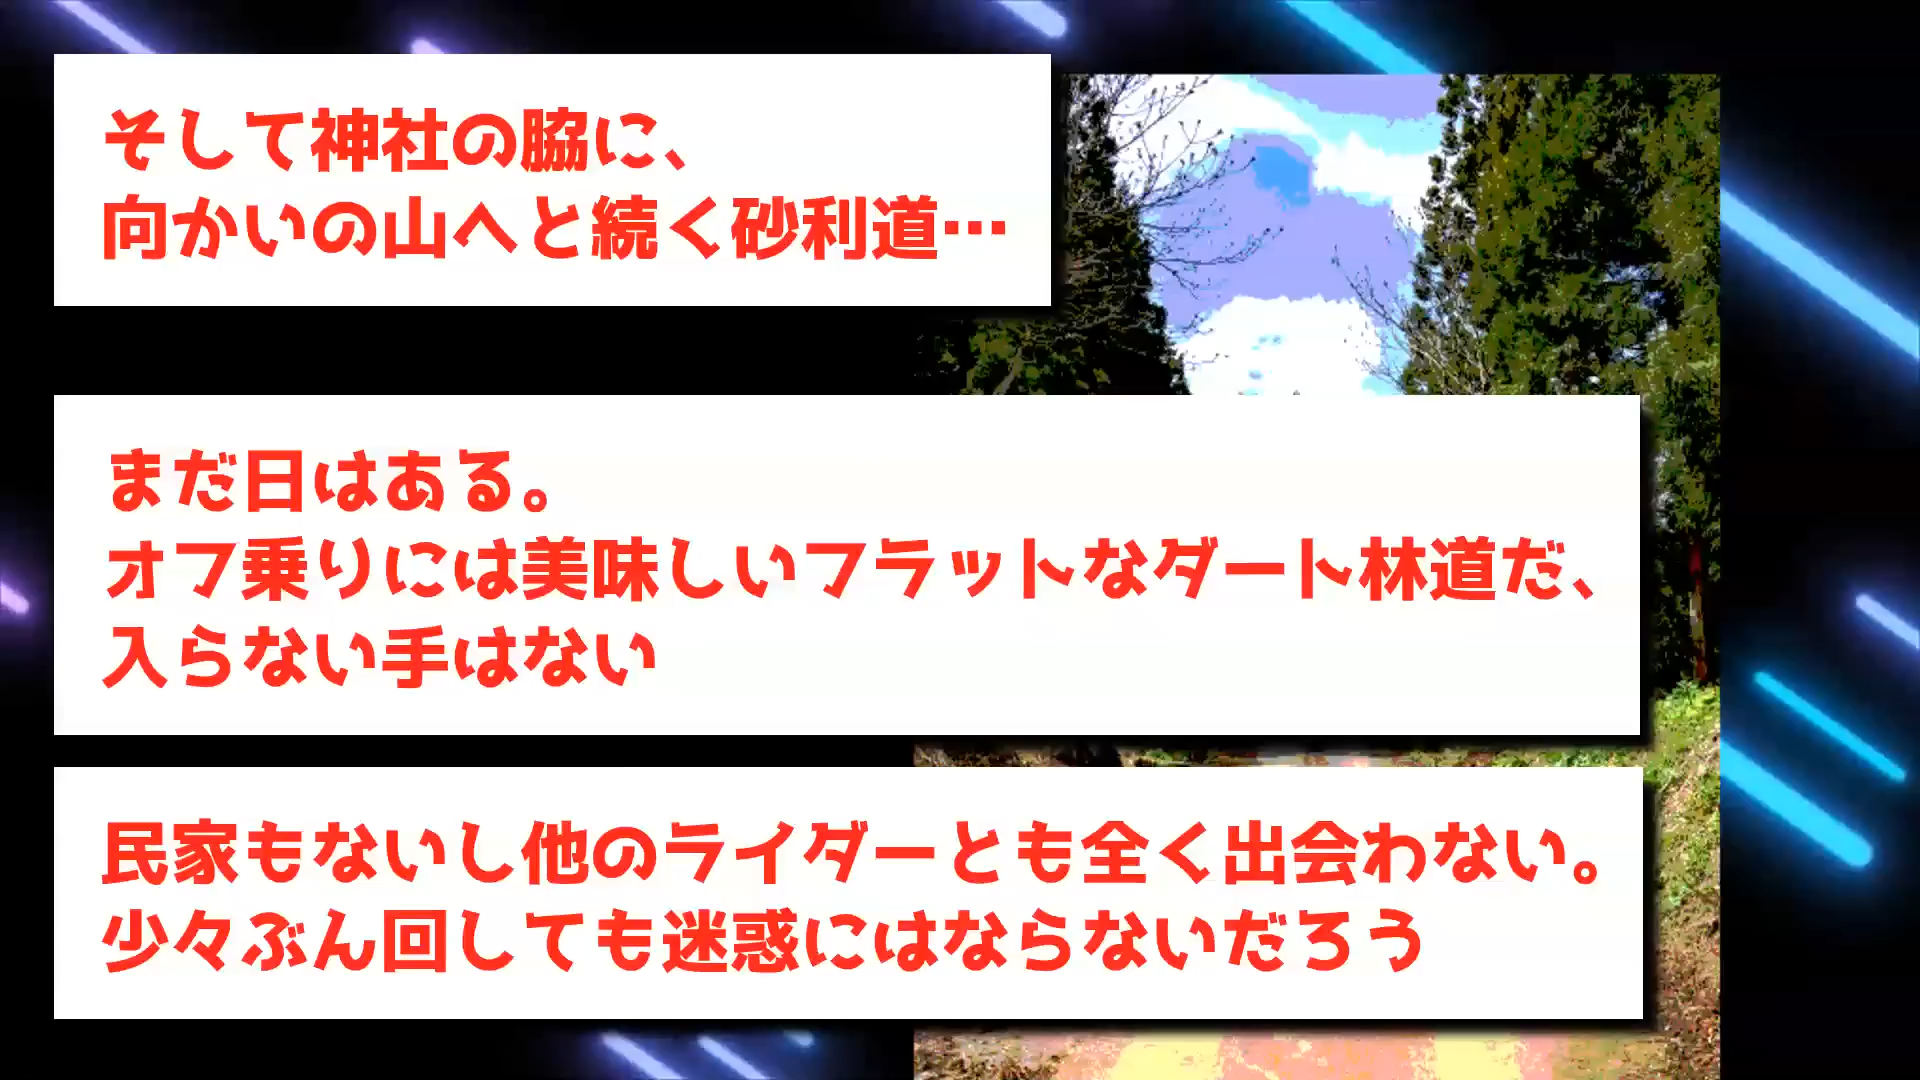 そして神社の脇に、
向かいの山へと続く砂利道…
まだ日はある。
オフ乗りには美味しいフラットなダート林道だ、
入らない手はない
民家もないし他のライダーとも全く出会わない。
少々ぶん回しても迷惑にはならないだろう